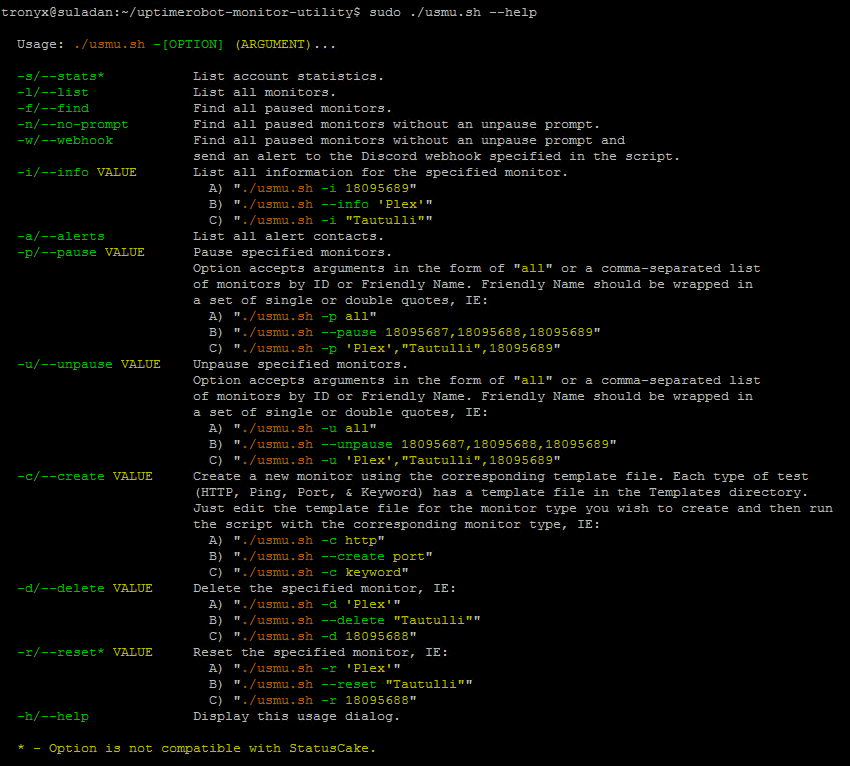 tronyx@suladan:~/uptimerobot-monitor-utility$ sudo ./usmu.sh --help
Usage: ./usmu.sh -[OPTION] (ARGUMENT)...
-s/--stats* List account statistics.
-l/--list List all monitors.
-f/--find Find all paused monitors.
-n/--no-prompt Find all paused monitors without an unpause prompt.
-w/--webhook Find all paused monitors without an unpause prompt and
send an alert to the Discord webhook specified in the script.
-i/--info VALUE List all information for the specified monitor.
A) "./usmu.sh -i 18095689"
B) "./usmu.sh --info 'Plex'"
C) "./usmu.sh -i "Tautulli""
-a/--alerts List all alert contacts.
-p/--pause VALUE Pause specified monitors.
Option accepts arguments in the form of "all" or a comma-separated list
of monitors by ID or Friendly Name. Friendly Name should be wrapped in
a set of single or double quotes, IE:
A) "./usmu.sh -p all"
B) "./usmu.sh --pause 18095687,18095688,18095689"
C) "./usmu.sh -p 'Plex',"Tautulli",18095689"
-u/--unpause VALUE Unpause specified monitors.
Option accepts arguments in the form of "all" or a comma-separated list
of monitors by ID or Friendly Name. Friendly Name should be wrapped in
a set of single or double quotes, IE:
A) "./usmu.sh -u all"
B) "./usmu.sh --unpause 18095687,18095688,18095689"
C) "./usmu.sh -u 'Plex',"Tautulli",18095689"
-c/--create VALUE Create a new monitor using the corresponding template file. Each type of test
(HTTP, Ping, Port, & Keyword) has a template file in the Templates directory.
Just edit the template file for the monitor type you wish to create and then run
the script with the corresponding monitor type, IE:
A) "./usmu.sh -c http"
B) "./usmu.sh --create port"
C) "./usmu.sh -c keyword"
-d/--delete VALUE Delete the specified monitor, IE:
A) "./usmu.sh -d 'Plex'"
B) "./usmu.sh --delete "Tautulli""
C) "./usmu.sh -d 18095688"
-r/--reset* VALUE Reset the specified monitor, IE:
A) "./usmu.sh -r 'Plex'"
B) "./usmu.sh --reset "Tautulli""
C) "./usmu.sh -r 18095688"
-h/--help Display this usage dialog.
* - Option is not compatible with StatusCake.